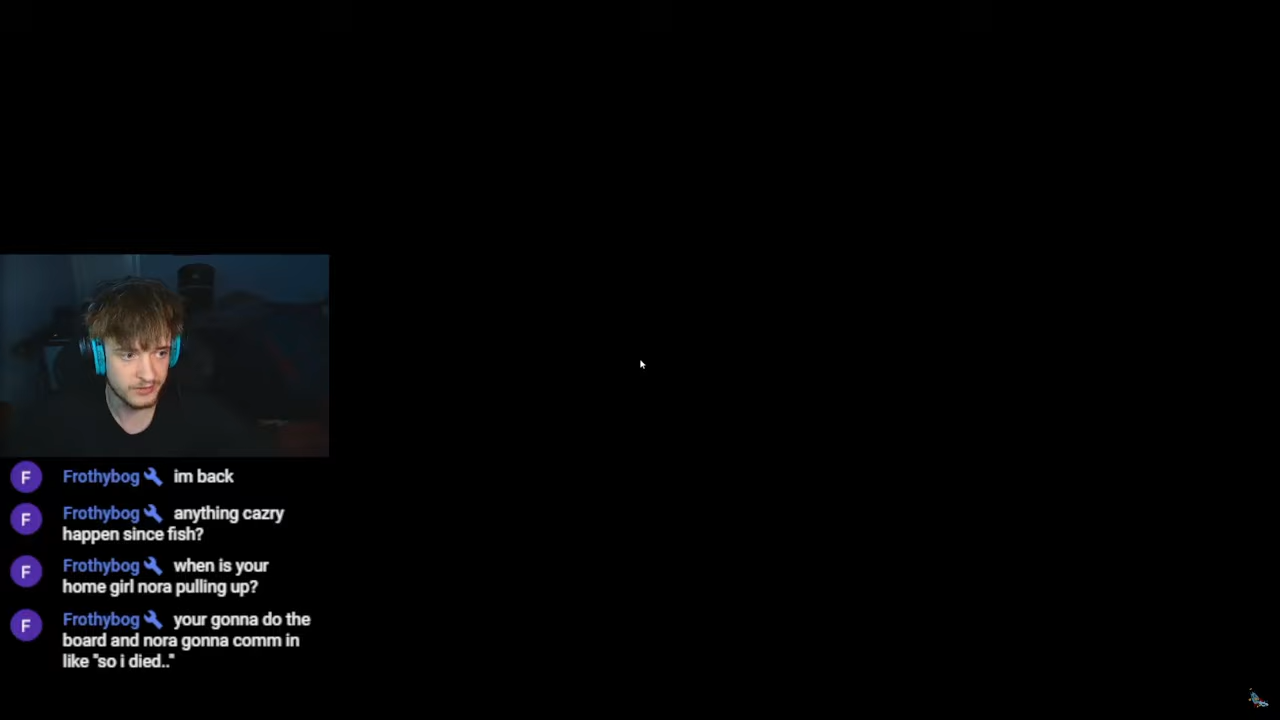 F Frothybog im back
F Frothybog anything cazry
happen since fish?
F Frothybog when is your
home girl nora pulling up?
F Frothybog your gonna do the
board and nora gonna comm in
like "so i died.."